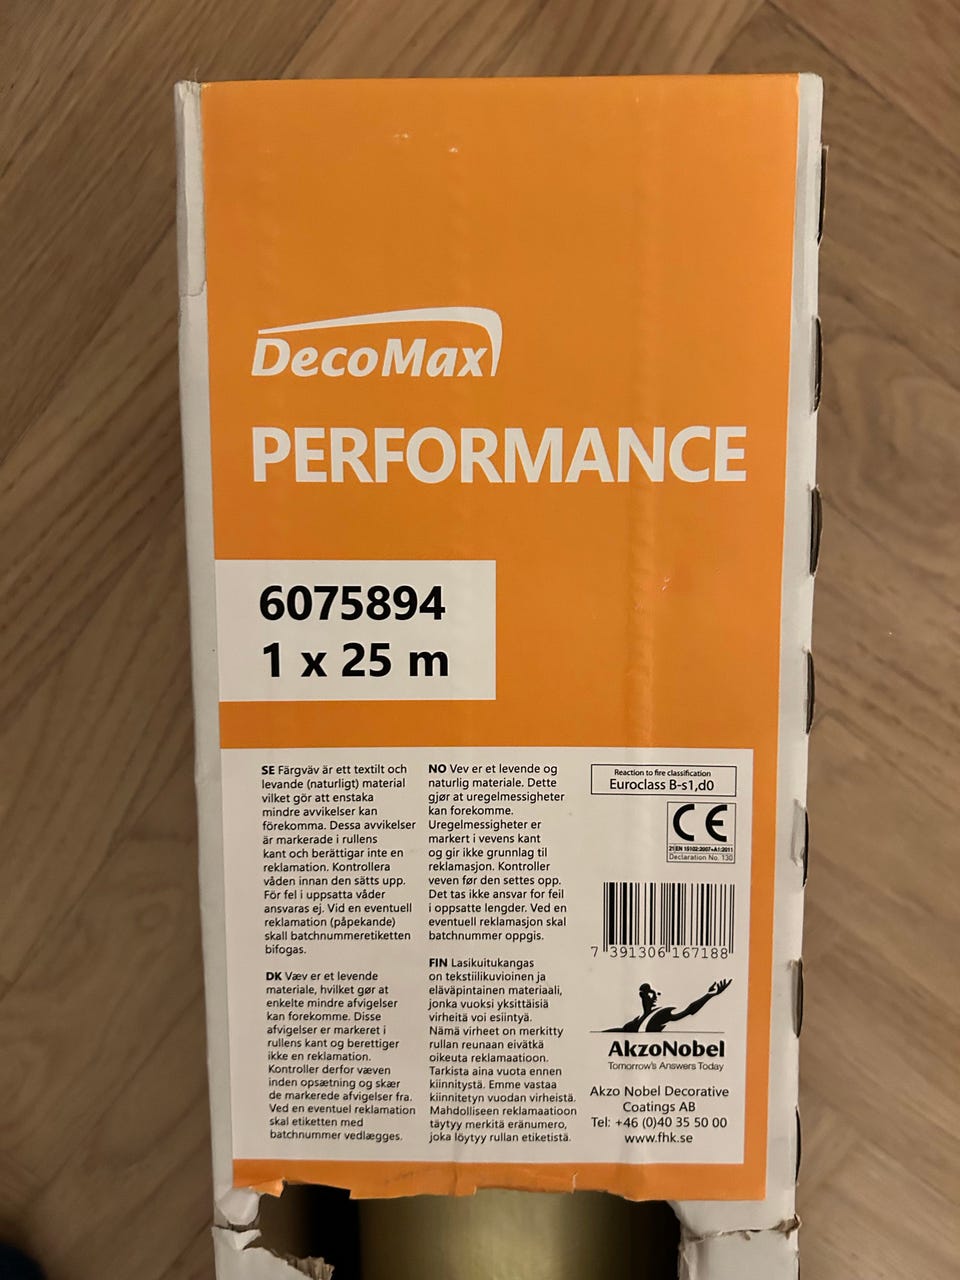 DecoMax
PERFORMANCE
6075894
1 x 25 m
SE Färgväv är ett textilt och
levande (naturligt) material
vilket gör att enstaka
mindre avvikelser kan
förekomma. Dessa avvikelser
är markerade i rullens
kant och berättigar inte en
reklamation. Kontrollera
våden innan den sätts upp.
För fel i uppsatta våder
ansvaras ej. Vid en eventuell
reklamation (påpekande)
skall batchnummeretiketten
bifogas.
DK Væv er et levende
materiale, hvilket gør at
enkelte mindre afvigelser
kan forekomme. Disse
afvigelser er markeret i
rullens kant og berettiger
ikke en reklamation.
Kontroller derfor væven
inden opsætning og skær
de markerede afvigelser fra.
Ved en eventuel reklamation
skal etiketten med
batchnummer vedlægges.
NO Vev er et levende og
naturlig materiale. Dette
gjør at uregelmessigheter
kan forekomme.
Uregelmessigheter er
markert i vevens kant
og gir ikke grunnlag til
reklamasjon. Kontroller
veven før den settes opp.
Det tas ikke ansvar for feil
i oppsatte lengder. Ved en
eventuell reklamasjon skal
batchnummer oppgis.
FIN Lasikuitukangas
on tekstiilikuvioinen ja
eläväpintainen materiaali,
jonka vuoksi yksittäisiä
virheitä voi esiintyä.
Nämä virheet on merkitty
rullan reunaan eivätkä
oikeuta reklamaatioon.
Tarkista aina vuota ennen
kiinnitystä. Emme vastaa
kiinnitetyn vuodan virheistä.
Mahdolliseen reklamaatioon
täytyy merkitä eränumero,
joka löytyy rullan etiketistä.
Reaction to fire classification
Euroclass B-s1,d0
CE
21 EN 15102:2007+A1:2011
Declaration No. 130
7 391306 167188
AkzoNobel
Tomorrow's Answers Today
Akzo Nobel Decorative
Coatings AB
Tel: +46 (0)40 35 50 00
www.fhk.se